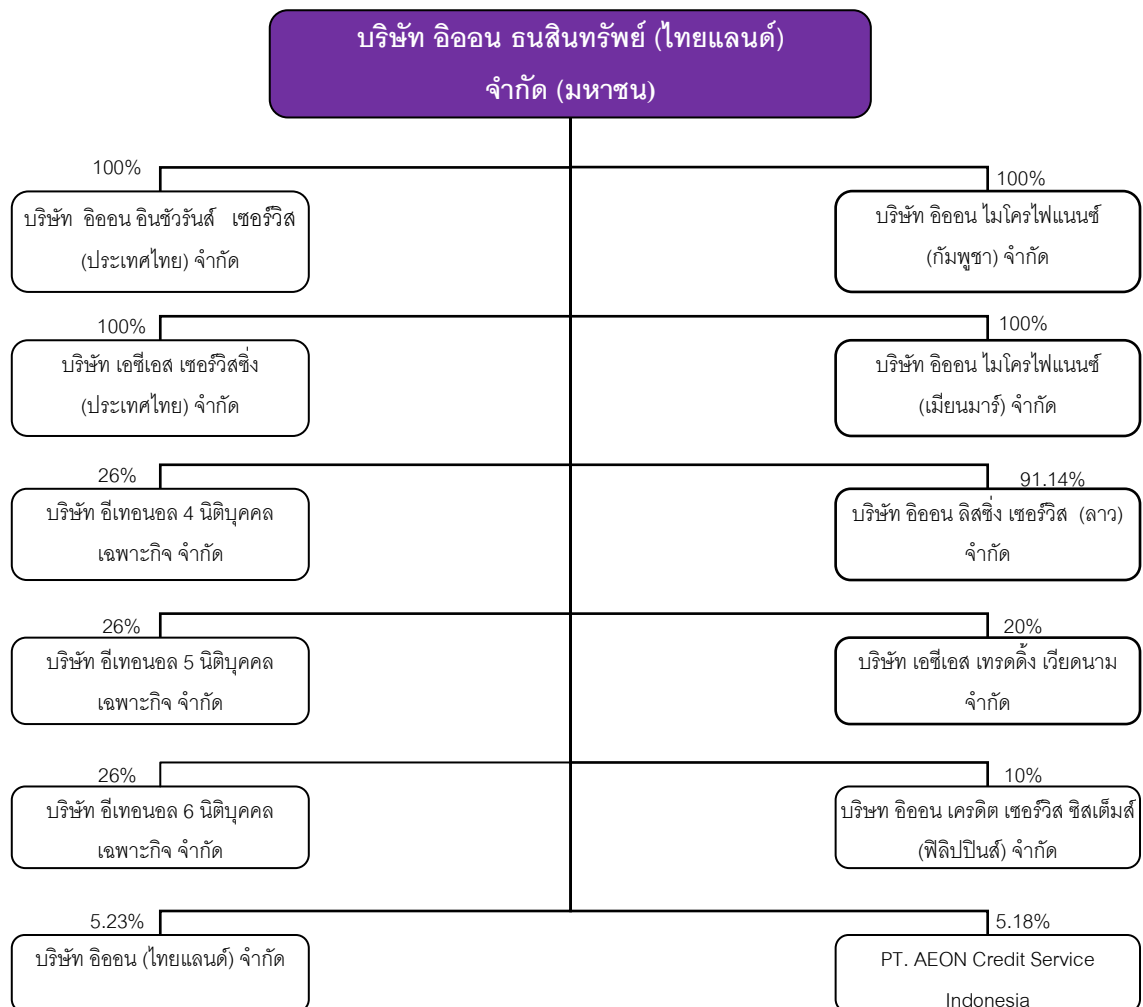 บริษัท อิออน ธนสินทรัพย์ (ไทยแลนด์)
จำกัด (มหาชน)
100%
บริษัท อิออน อินชัวรันส์ เซอร์วิส
(ประเทศไทย) จำกัด
100%
บริษัท อิออน ไมโครไฟแนนซ์
(กัมพูชา) จำกัด
100%
บริษัท เอซีเอส เซอร์วิสซิ่ง
(ประเทศไทย) จำกัด
100%
บริษัท อิออน ไมโครไฟแนนซ์
(เมียนมาร์) จำกัด
26%
บริษัท อีเทอนอล 4 นิติบุคคล
เฉพาะกิจ จำกัด
91.14%
บริษัท อิออน ลิสซิ่ง เซอร์วิส (ลาว)
จำกัด
26%
บริษัท อีเทอนอล 5 นิติบุคคล
เฉพาะกิจ จำกัด
20%
บริษัท เอซีเอส เทรดดิ้ง เวียดนาม
จำกัด
26%
บริษัท อีเทอนอล 6 นิติบุคคล
เฉพาะกิจ จำกัด
10%
บริษท อิออน เครดิต เซอร์วิส ซิสเต็มส์
(ฟิลิปปินส์) จำกัด
5.23%
บริษัท อิออน (ไทยแลนด์) จำกัด
5.18%
PT. AEON Credit Service
Indonesia